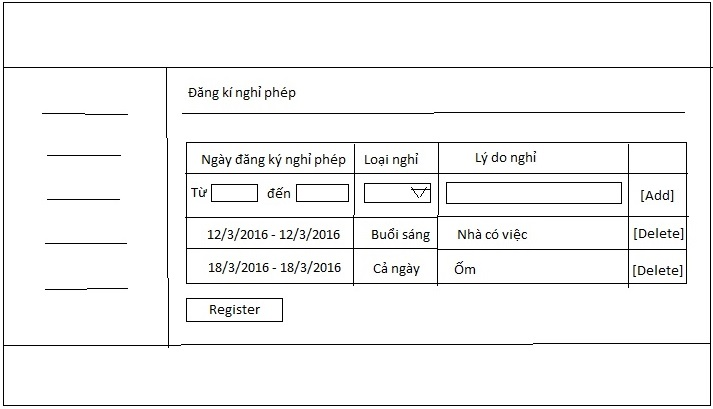 Đăng kí nghỉ phép
Ngày đăng ký nghỉ phép Loại nghỉ Lý do nghỉ
Từ đến [Add]
12/3/2016 - 12/3/2016 Buổi sáng Nhà có việc [Delete]
18/3/2016 - 18/3/2016 Cả ngày Ốm [Delete]
Register